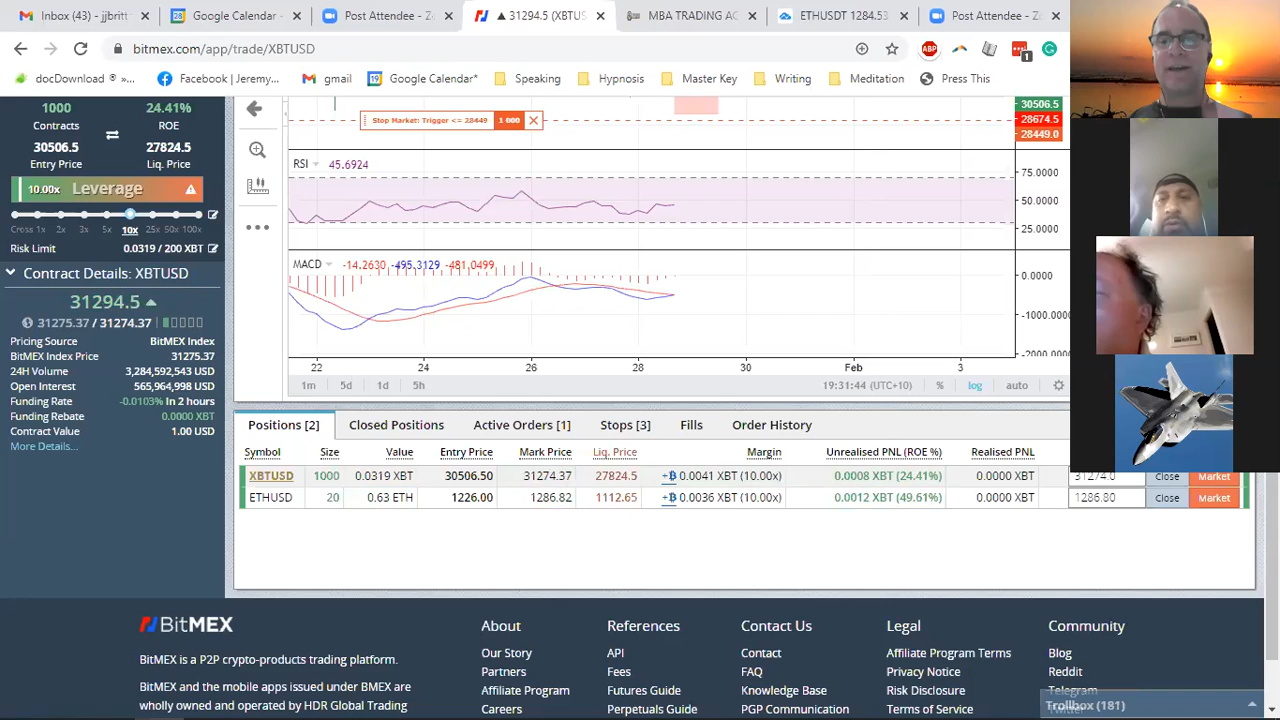 Inbox (43) - jjbritt
Google Calendar -
Post Attendee - Z
▲ 31294.5 (XBTUS
MBA TRADING AC
ETHUSDT 1284.53
Post Attendee - Z
bitmex.com/app/trade/XBTUSD
ABP
1
docDownload ® »...
Facebook | Jeremy...
gmail
Google Calendar*
Speaking
Hypnosis
Master Key
Writing
Meditation
Press This
1000
24.41%
Contracts
ROE
30506.5
27824.5
Entry Price
Liq. Price
10.00x Leverage
Cross 1x 2x 3x 5x 10x 25x 50x 100x
Risk Limit
0.0319 / 200 XBT
Contract Details: XBTUSD
31294.5
31275.37 / 31274.37
Pricing Source
BitMEX Index
BitMEX Index Price
31275.37
24H Volume
3,284,592,543 USD
Open Interest
565,964,998 USD
Funding Rate
-0.0103% In 2 hours
Funding Rebate
0.0000 XBT
Contract Value
1.00 USD
More Details...
Stop Market: Trigger <= 28449 1 000
30506.5
28674.5
28449.0
RSI 45.6924
75.0000
50.0000
25.0000
MACD -14.2630 -495.3129 -481.0499
0.0000
-1000.0000
-2000.0000
22 24 26 28 30 Feb 3
1m 5d 1d 5h
19:31:44 (UTC+10)
% log auto
Positions [2]
Closed Positions
Active Orders [1]
Stops [3]
Fills
Order History
Symbol Size Value Entry Price Mark Price Liq. Price Margin Unrealised PNL (ROE %) Realised PNL
XBTUSD 1000 0.0319 XBT 30506.50 31274.37 27824.5 0.0041 XBT (10.00x) 0.0008 XBT (24.41%) 0.0000 XBT 31274.0 Close Market
ETHUSD 20 0.63 ETH 1226.00 1286.82 1112.65 0.0036 XBT (10.00x) 0.0012 XBT (49.61%) 0.0000 XBT 1286.80 Close Market
BitMEX
BitMEX is a P2P crypto-products trading platform.
BitMEX and the mobile apps issued under BMEX are
wholly owned and operated by HDR Global Trading
About
Our Story
Partners
Affiliate Program
Careers
References
API
Fees
Futures Guide
Perpetuals Guide
Contact Us
Contact
FAQ
Knowledge Base
PGP Communication
Legal
Affiliate Program Terms
Privacy Notice
Risk Disclosure
Terms of Service
Community
Blog
Reddit
Telegram
Trollbox (181)